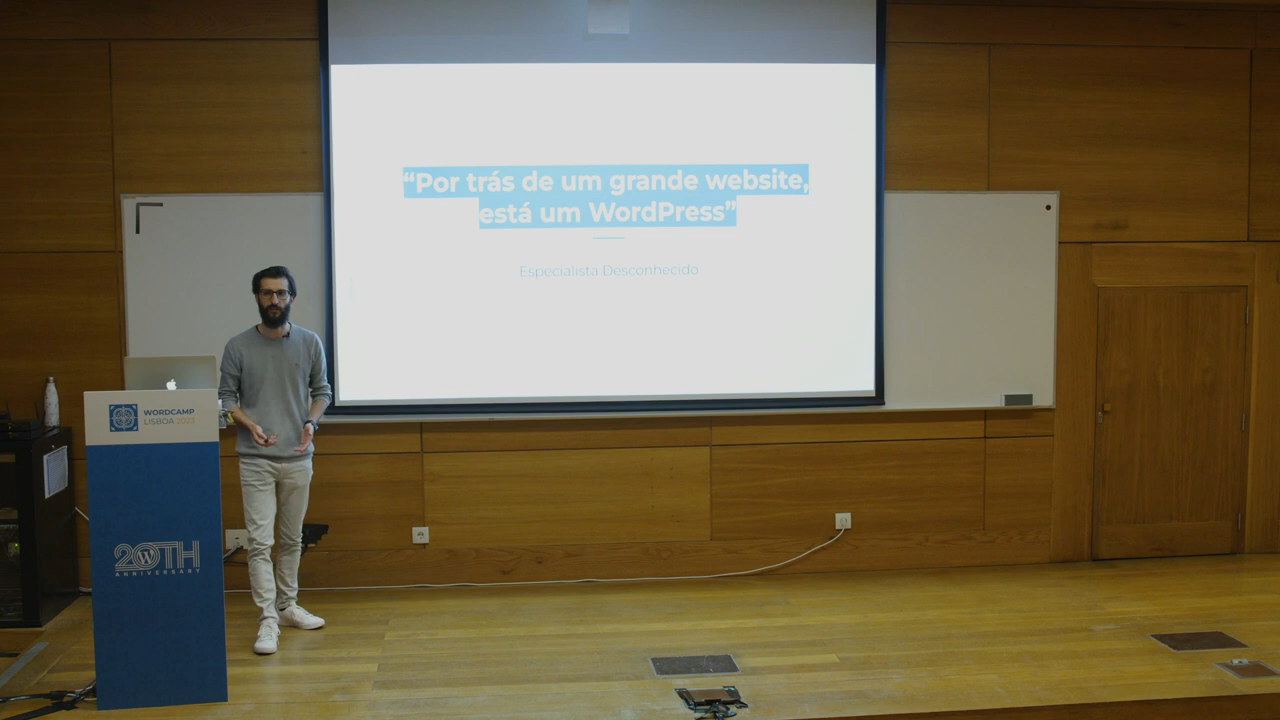 “Por trás de um grande website,
está um WordPress”
Especialista Desconhecido
WORDCAMP
LISBOA 2023
20TH
ANNIVERSARY